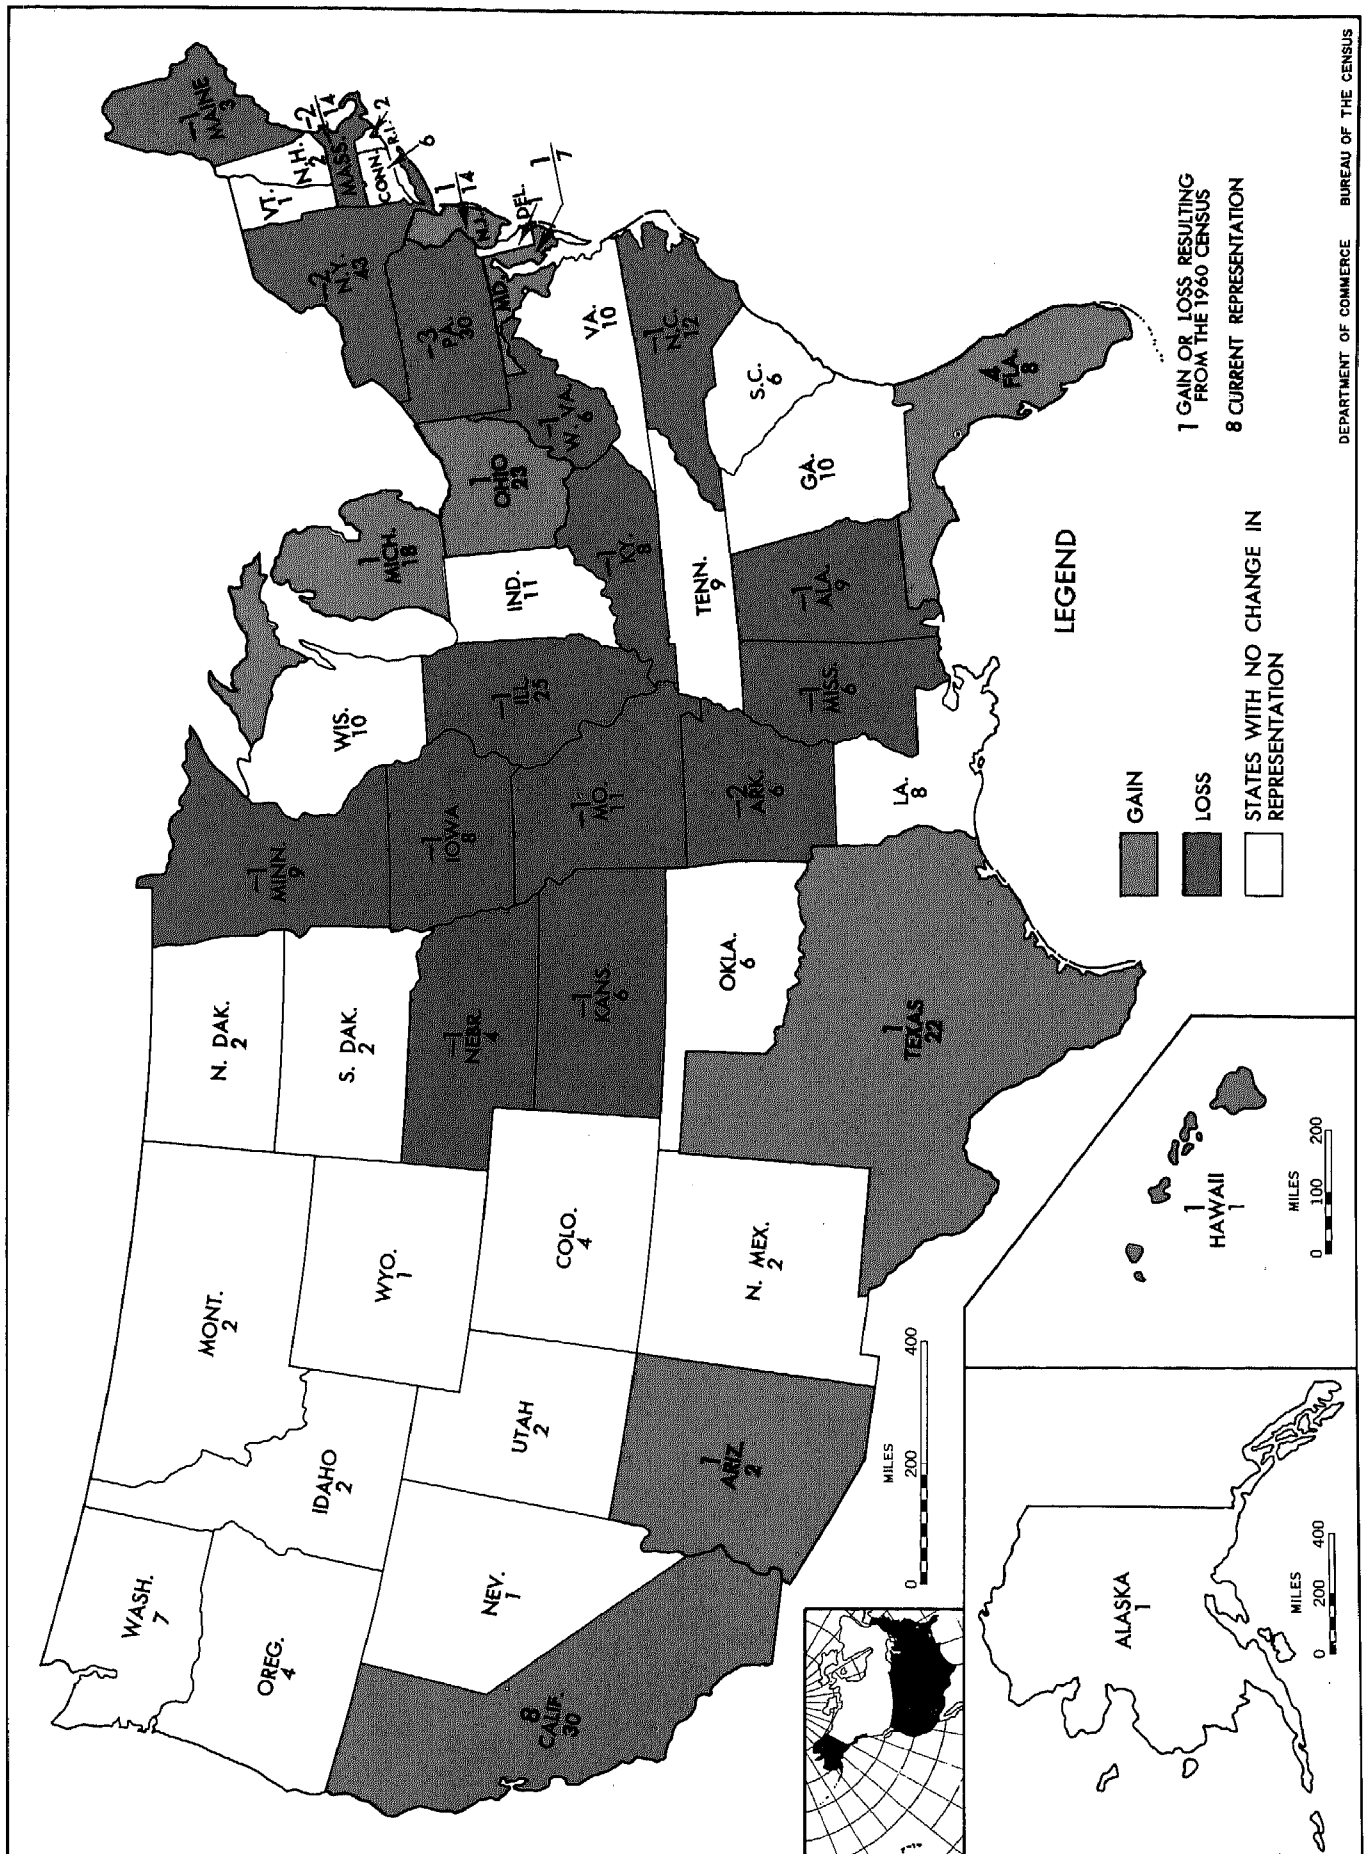 WASH.
7
OREG.
4
8
CALIF.
30
NEV.
1
IDAHO
2
MONT.
2
WYO.
1
UTAH
2
1
ARIZ.
2
COLO.
4
N. MEX.
2
N. DAK.
2
S. DAK.
2
-1
NEBR.
4
-1
KANS.
6
OKLA.
6
1
TEXAS
22
-1
MINN.
9
-1
IOWA
8
-1
MO.
11
-2
ARK.
6
LA.
8
WIS.
10
-1
ILL.
25
-1
MISS.
6
1
MICH.
18
IND.
11
-1
KY.
8
TENN.
9
-1
ALA.
9
1
OHIO
23
-1
W. VA.
6
GA.
10
4
FLA.
8
S.C.
6
-1
N.C.
12
VA.
10
-3
PA.
30
-2
N.Y.
43
VT.
1
N.H.
2
-1
MAINE
3
MASS.
-2
14
CONN.
6
R.I.
2
N.J.
1
14
DEL.
1
MD.
1
7
MILES
0 200 400
ALASKA
1
MILES
0 200 400
1
HAWAII
1
MILES
0 100 200
LEGEND
GAIN
LOSS
STATES WITH NO CHANGE IN
REPRESENTATION
1 GAIN OR LOSS RESULTING
FROM THE 1960 CENSUS
8 CURRENT REPRESENTATION
DEPARTMENT OF COMMERCE BUREAU OF THE CENSUS